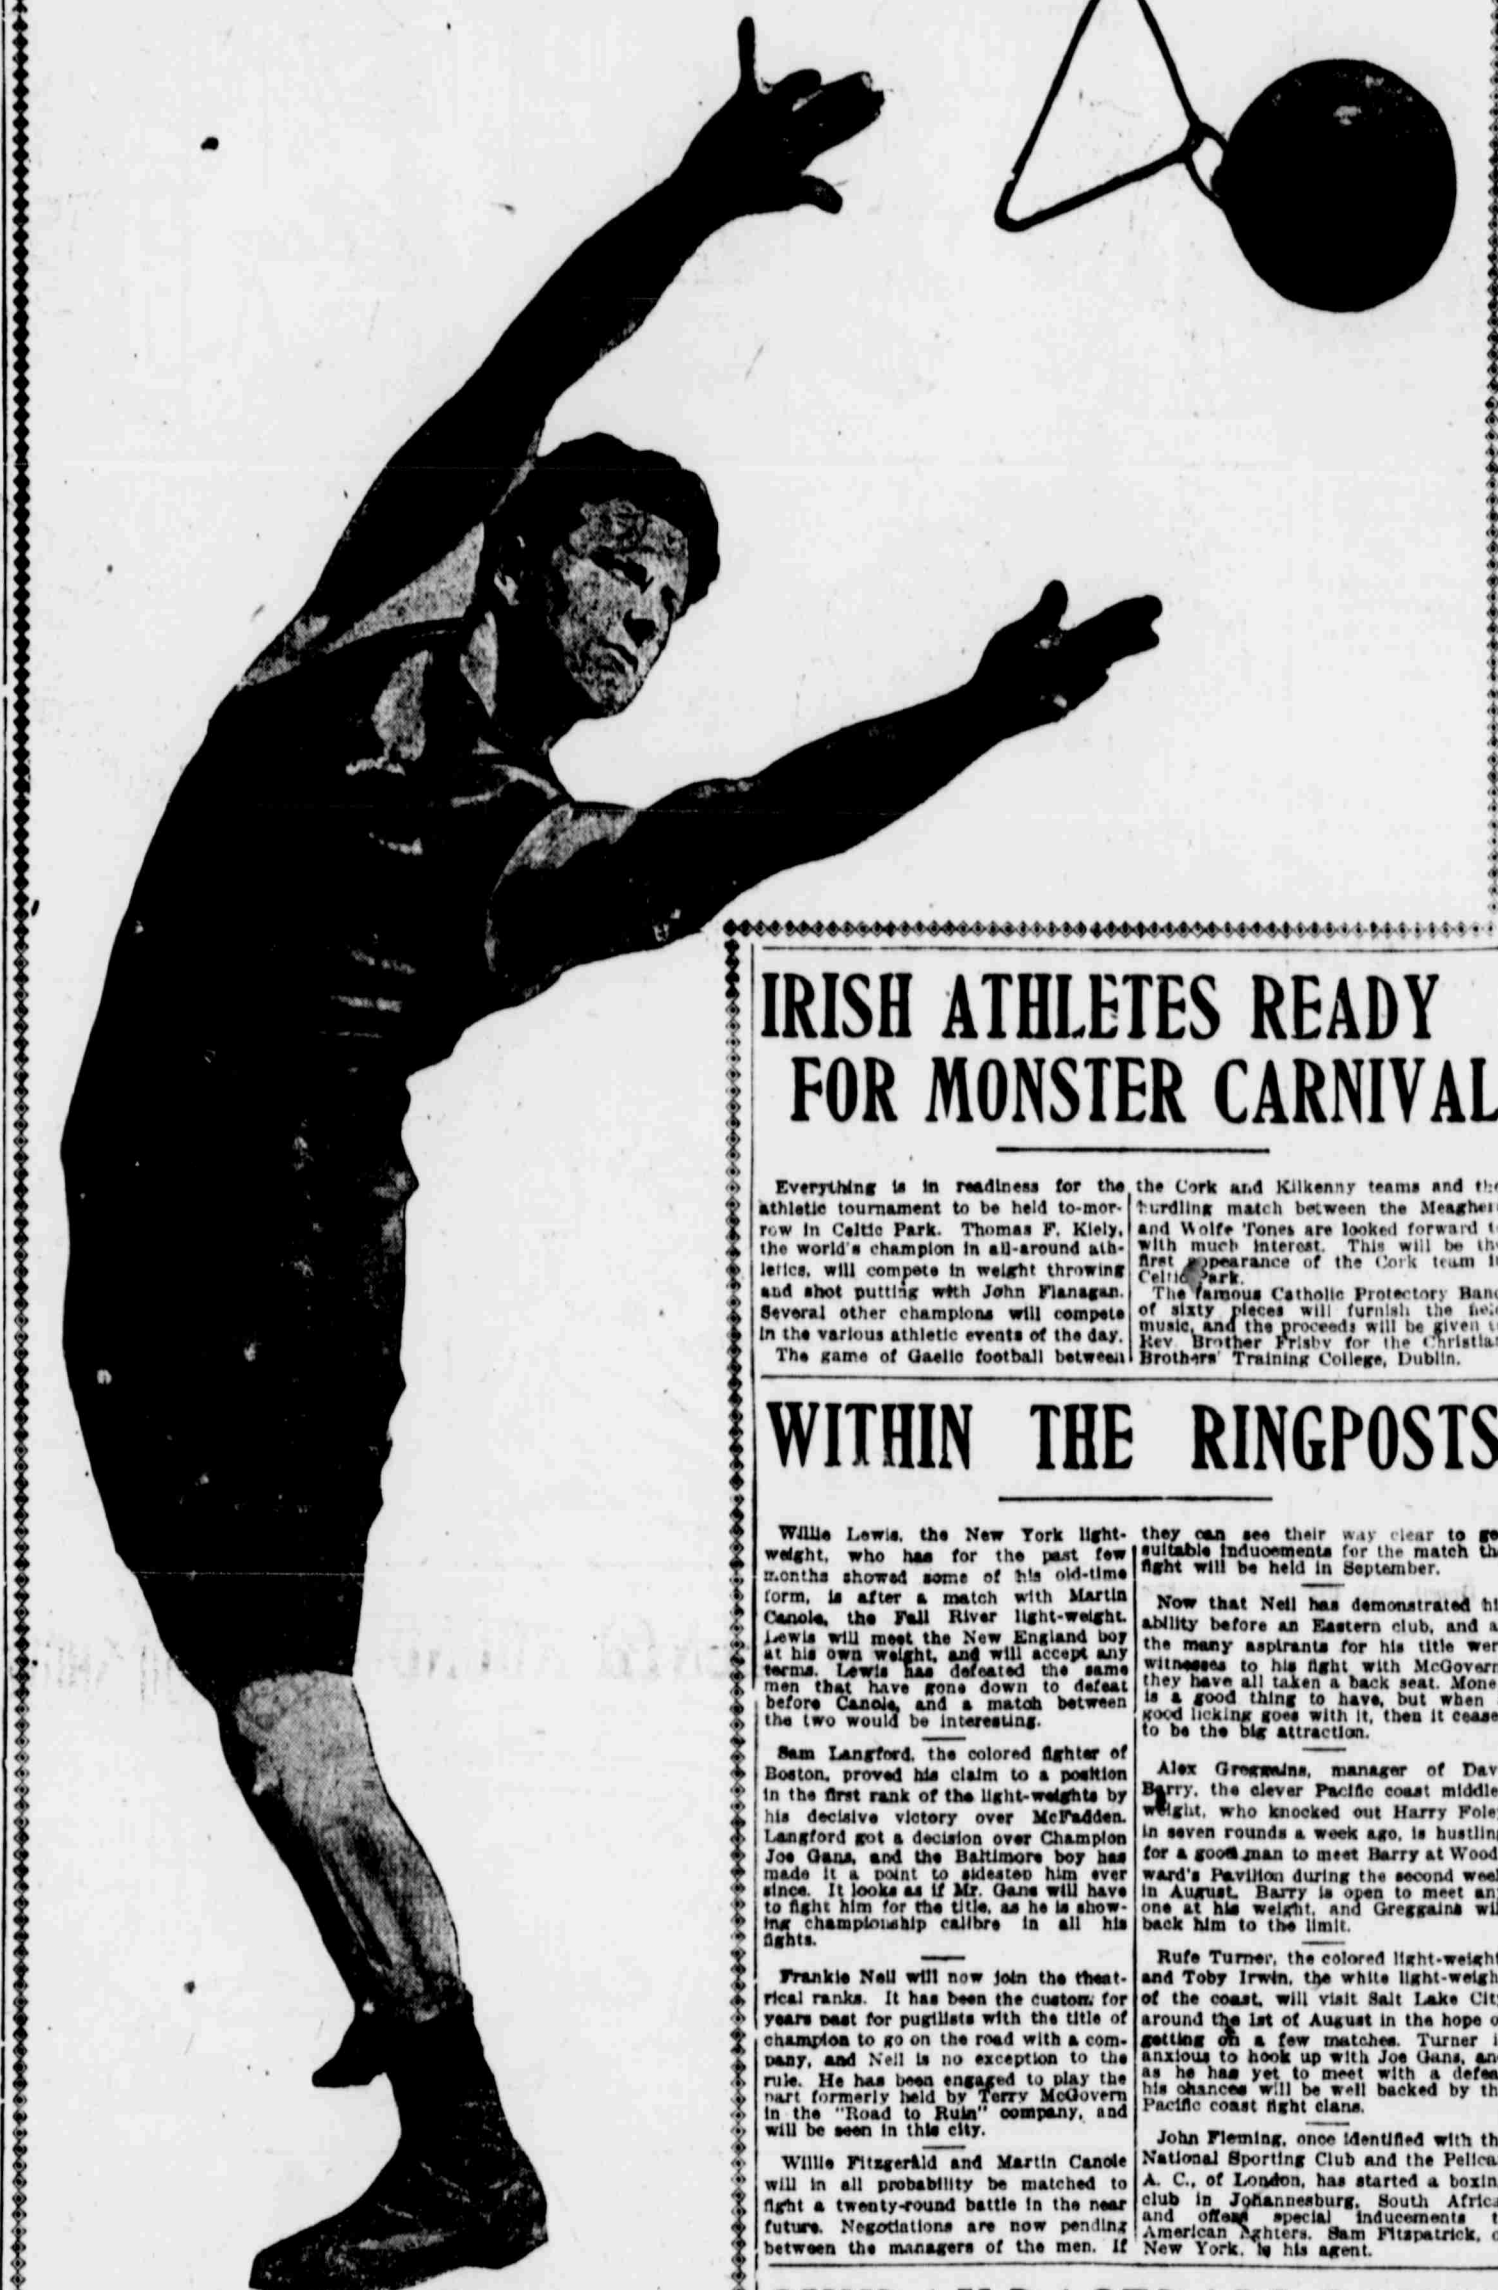 IRISH ATHLETES READY
FOR MONSTER CARNIVAL
Everything is in readiness for the
athletic tournament to be held to-mor-
row in Celtic Park. Thomas F. Kiely,
the world's champion in all-around ath-
letics, will compete in weight throwing
and shot putting with John Flanagan.
Several other champions will compete
in the various athletic events of the day.
The game of Gaelic football between
the Cork and Kilkenny teams and the
hurdling match between the Meagher
and Wolfe Tones are looked forward
with much interest. This will be th
first appearance of the Cork team
Celtic Park.
The famous Catholic Protectory Band
of sixty pieces will furnish the
music, and the proceeds will be given
Rev. Brother Frisby for the Christia
Brothers' Training College, Dublin.
WITHIN THE RINGPOSTS
Willie Lewis, the New York light-
weight, who has for the past few
months showed some of his old-time
form, is after a match with Martin
Canole, the Fall River light-weight.
Lewis will meet the New England boy
at his own weight, and will accept any
terms. Lewis has defeated the same
men that have gone down to defeat
before Canole, and a match between
the two would be interesting.
Sam Langford, the colored fighter of
Boston, proved his claim to a position
in the first rank of the light-weights by
his decisive victory over McFadden.
Langford got a decision over Champion
Joe Gans, and the Baltimore boy has
made it a point to sidestep him ever
since. It looks as if Mr. Gans will have
to fight him for the title, as he is show-
ing championship calibre in all his
fights.
Frankie Neil will now join the theat-
rical ranks. It has been the custom for
years past for pugilists with the title of
champion to go on the road with a com-
pany, and Neil is no exception to the
rule. He has been engaged to play the
part formerly held by Terry McGovern
in the "Road to Ruin" company, and
will be seen in this city.
Willie Fitzgerald and Martin Canole
will in all probability be matched to
fight a twenty-round battle in the near
future. Negotiations are now pending
between the managers of the men. If
they can see their way clear to ge
suitable inducements for the match th
fight will be held in September.
Now that Neil has demonstrated hi
ability before an Eastern club, and a
the many aspirants for his title wer
witnesses to his fight with McGovern
they have all taken a back seat. Mone
is a good thing to have, but when
good licking goes with it, then it cease
to be the big attraction.
Alex Greggains, manager of Dav
Barry, the clever Pacific coast middle
weight, who knocked out Harry Fole
in seven rounds a week ago, is hustlin
for a good man to meet Barry at Wood
ward's Pavilion during the second wee
in August. Barry is open to meet an
one at his weight, and Greggains wil
back him to the limit.
Rufe Turner, the colored light-weight
and Toby Irwin, the white light-weigh
of the coast, will visit Salt Lake Cit
around the 1st of August in the hope o
getting on a few matches. Turner i
anxious to hook up with Joe Gans, an
as he has yet to meet with a defea
his chances will be well backed by th
Pacific coast fight clans.
John Fleming, once identified with th
National Sporting Club and the Pelica
A. C., of London, has started a boxin
club in Johannesburg, South Africa
and offers special inducements t
American fighters. Sam Fitzpatrick, o
New York, is his agent.